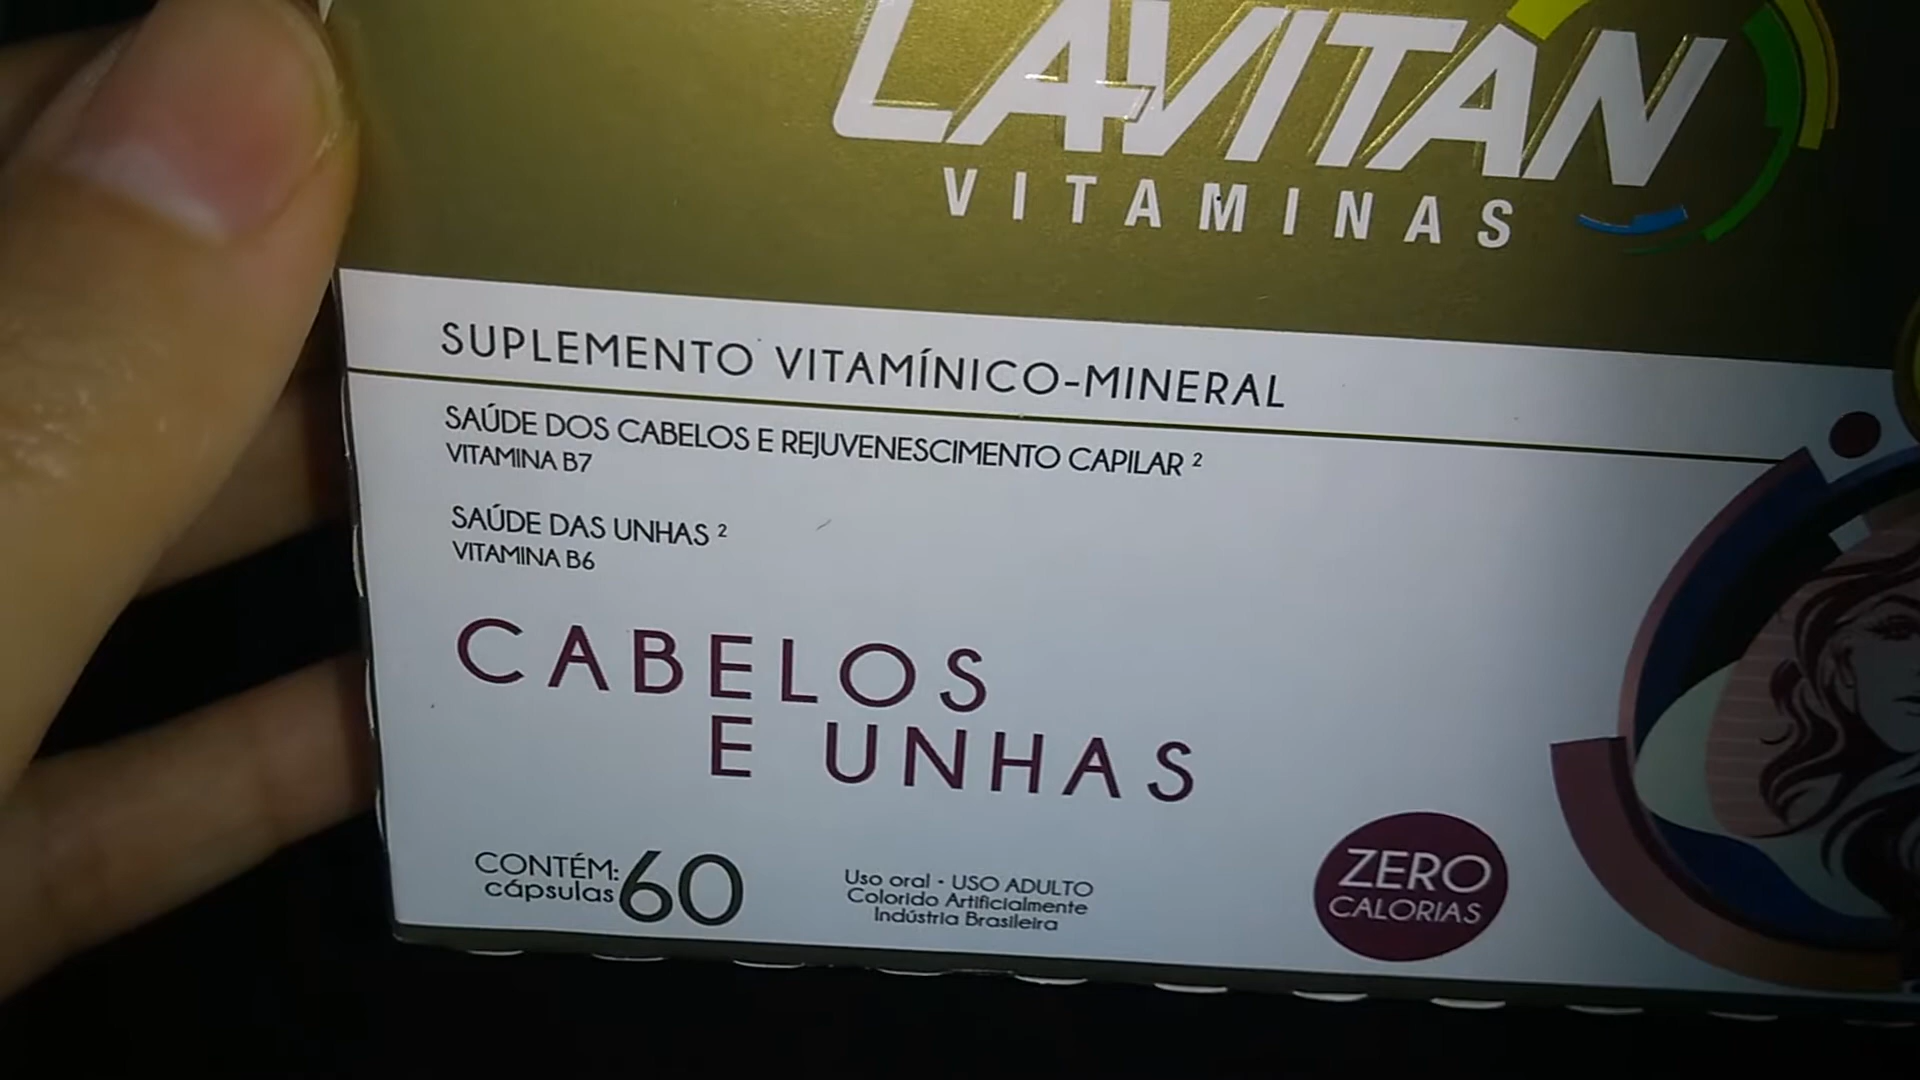 LAVITAN
VITAMINAS
SUPLEMENTO VITAMÍNICO-MINERAL
SAÚDE DOS CABELOS E REJUVENESCIMENTO CAPILAR ²
VITAMINA B7
SAÚDE DAS UNHAS ²
VITAMINA B6
CABELOS
E UNHAS
CONTÉM: 60
cápsulas
Uso oral - USO ADULTO
Colorido Artificialmente
Indústria Brasileira
ZERO
CALORIAS